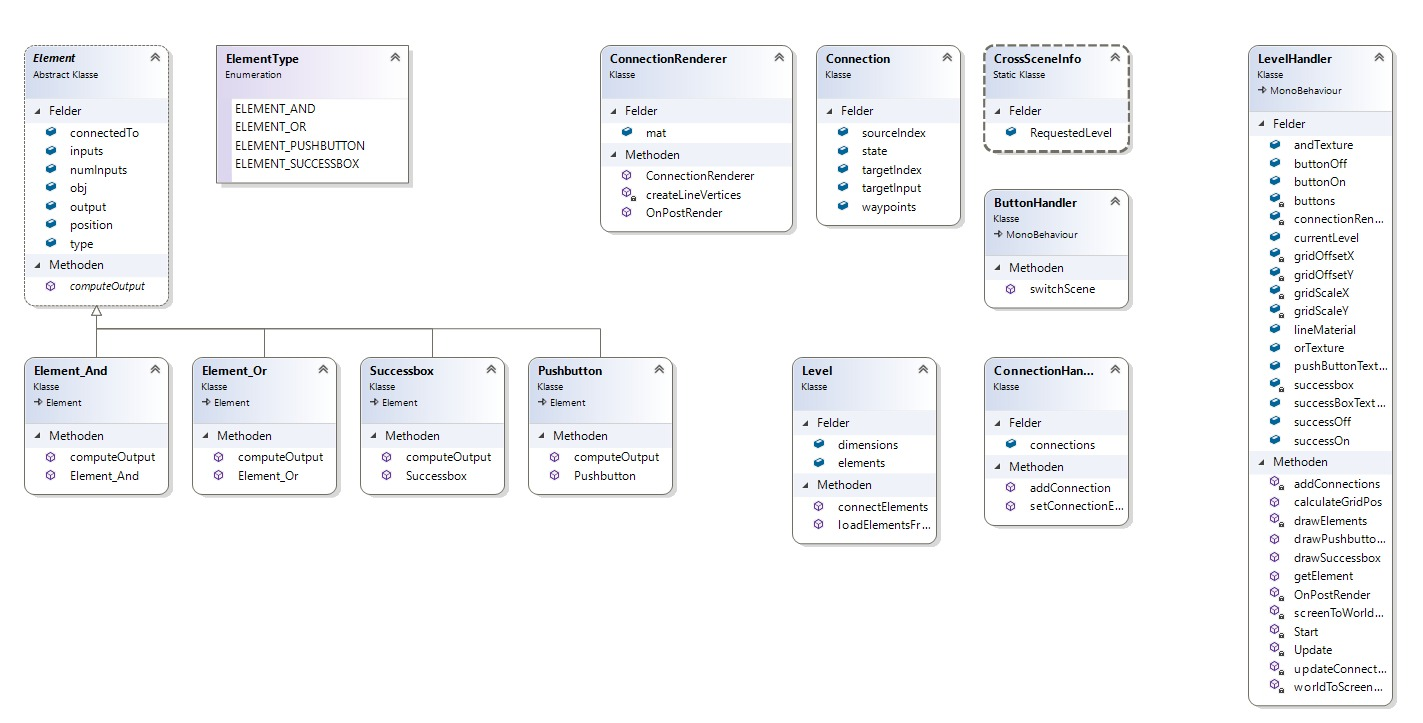 Element
Abstract Klasse
Felder
connectedTo
inputs
numInputs
obj
output
position
type
Methoden
computeOutput
ElementType
Enumeration
ELEMENT_AND
ELEMENT_OR
ELEMENT_PUSHBUTTON
ELEMENT_SUCCESSBOX
ConnectionRenderer
Klasse
Felder
mat
Methoden
ConnectionRenderer
createLineVertices
OnPostRender
Connection
Klasse
Felder
sourceIndex
state
targetIndex
targetInput
waypoints
CrossSceneInfo
Static Klasse
Felder
RequestedLevel
ButtonHandler
Klasse
MonoBehaviour
Methoden
switchScene
Element_And
Klasse
Element
Methoden
computeOutput
Element_And
Element_Or
Klasse
Element
Methoden
computeOutput
Element_Or
Successbox
Klasse
Element
Methoden
computeOutput
Successbox
Pushbutton
Klasse
Element
Methoden
computeOutput
Pushbutton
Level
Klasse
Felder
dimensions
elements
Methoden
connectElements
loadElementsFr...
ConnectionHan...
Klasse
Felder
connections
Methoden
addConnection
setConnectionE...
LevelHandler
Klasse
MonoBehaviour
Felder
andTexture
buttonOff
buttonOn
buttons
connectionRen...
currentLevel
gridOffsetX
gridOffsetY
gridScaleX
gridScaleY
lineMaterial
orTexture
pushButtonText...
successbox
successBoxText...
successOff
successOn
Methoden
addConnections
calculateGridPos
drawElements
drawPushbutto...
drawSuccessbox
getElement
OnPostRender
screenToWorld...
Start
Update
updateConnect...
worldToScreen...